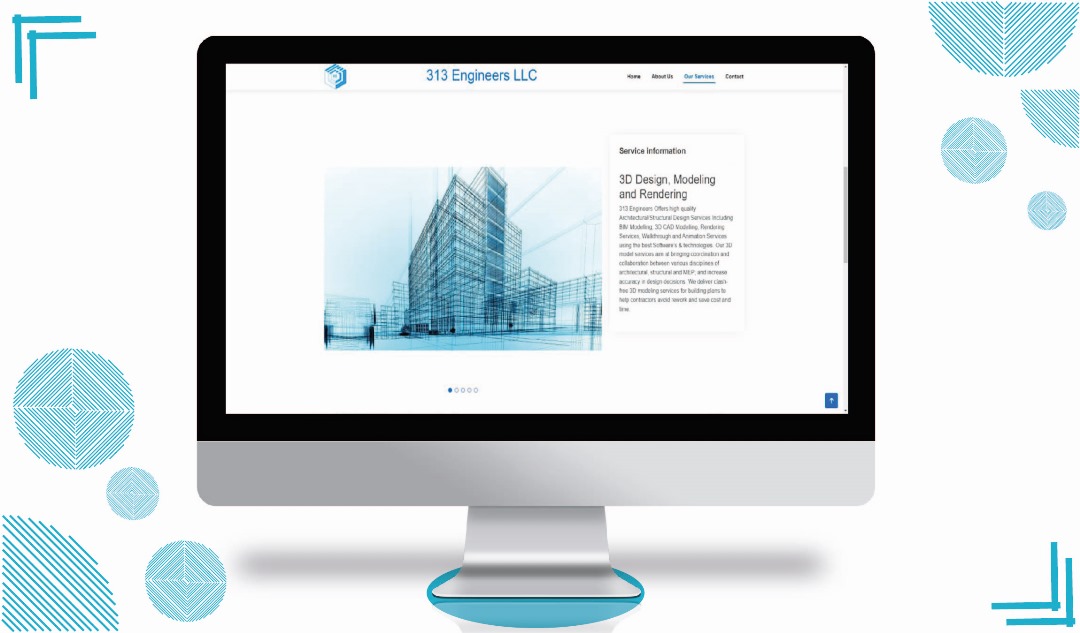 313 Engineers LLC
Home About Us Our Services Contact
Service information
3D Design, Modeling
and Rendering
313 Engineers Offers high quality
Architectural/Structural Design Services Including
BIM Modeling, 3D CAD Modeling, Rendering
Services, Walkthrough and Animation Services
using the best Software's & technologies. Our 3D
model services aim at bringing coordination and
collaboration between various disciplines of
architectural, structural and MEP, and increase
accuracy in design decisions. We deliver clash-
free 3D modeling services for building plans to
help contractors avoid rework and save cost and
time.